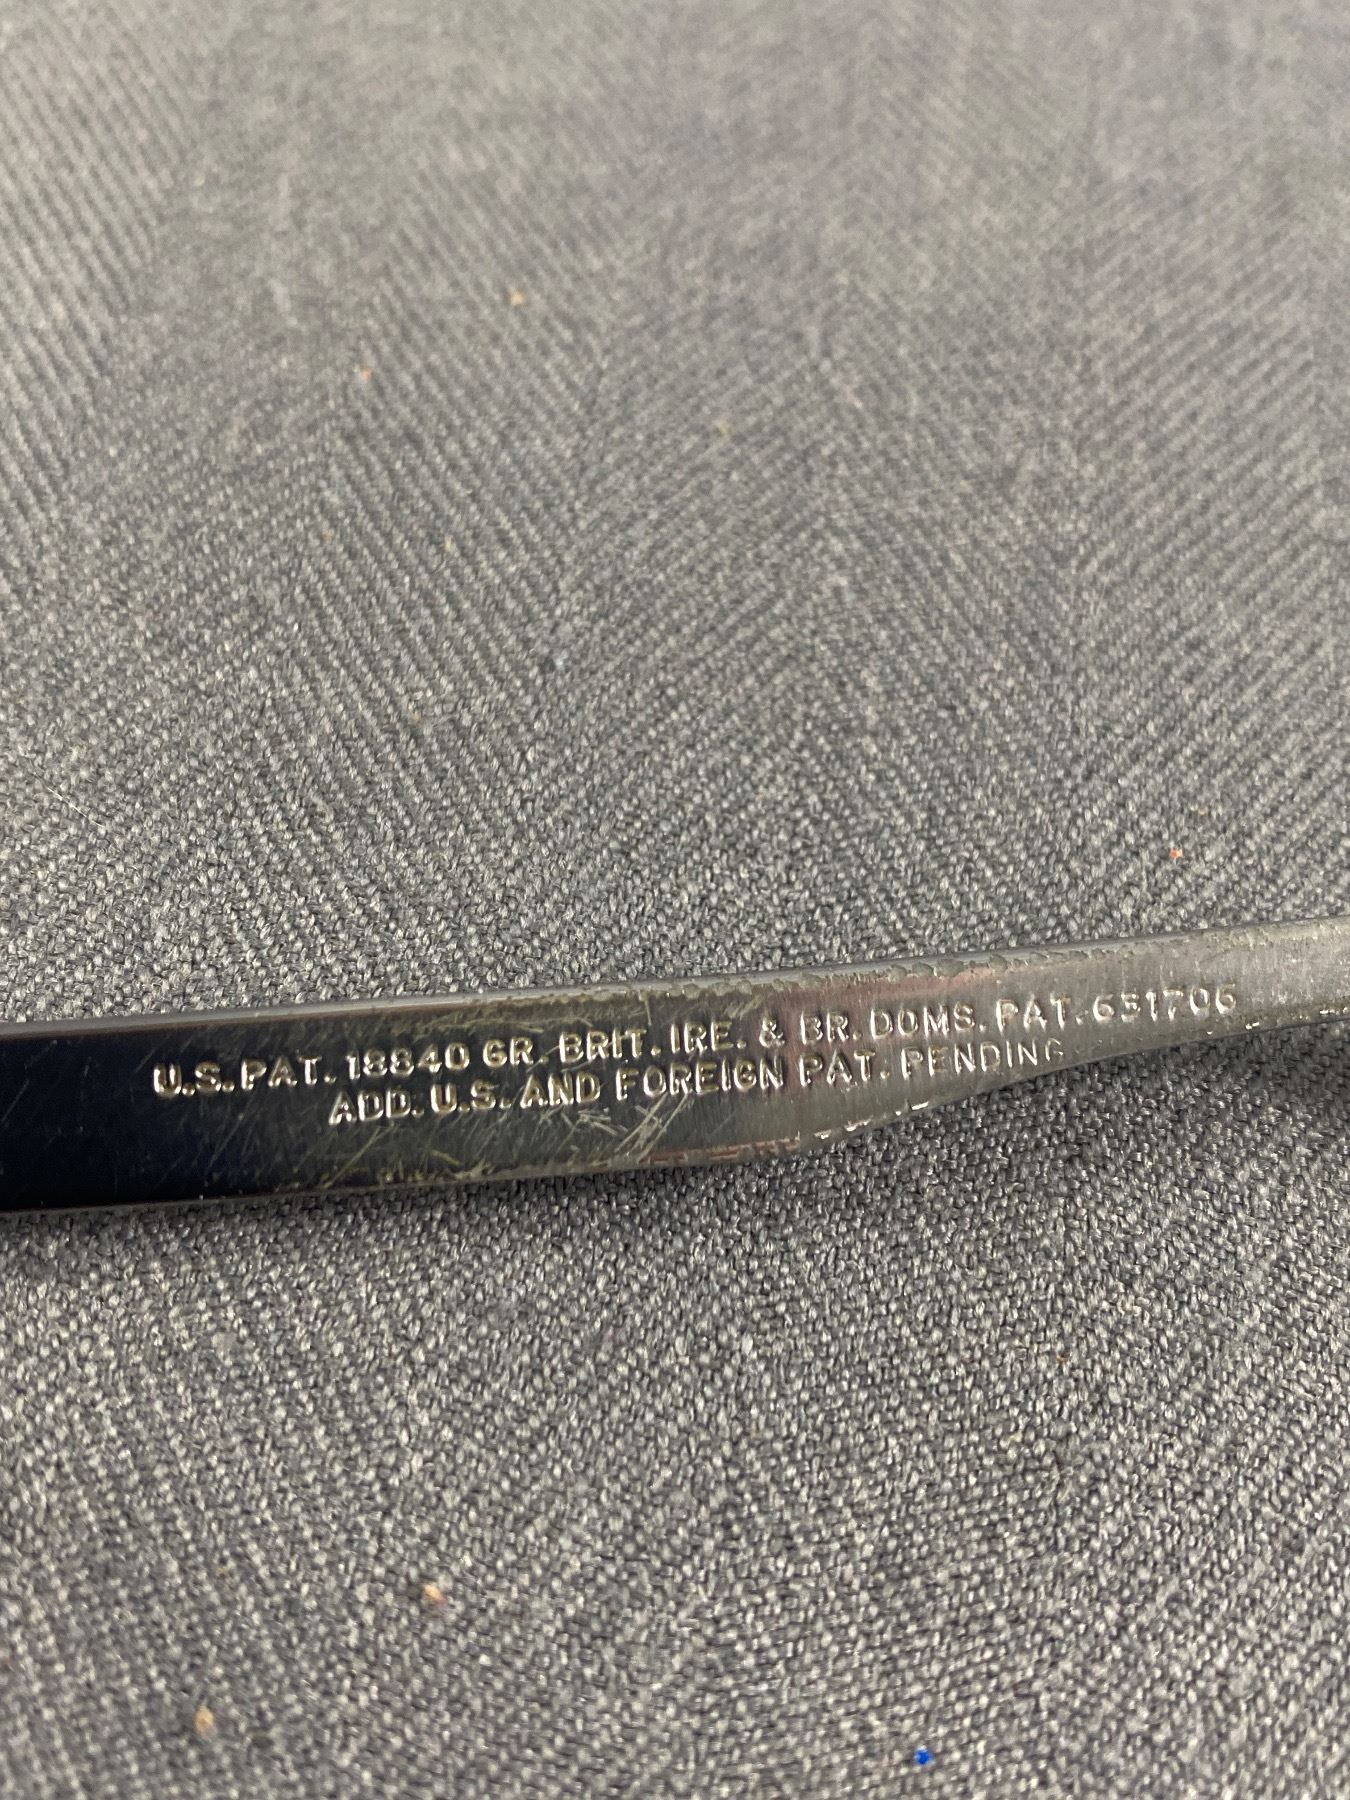 U.S. PAT. 18840 GR. BRIT. IRE. & BR. DOMS. PAT. 651706
ADD. U.S. AND FOREIGN PAT. PENDING